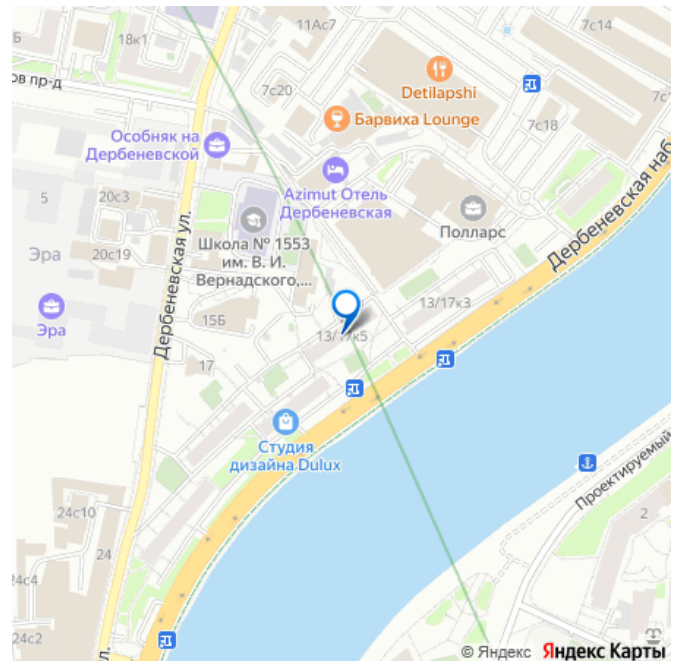 11Ас7
7с14
18к1
Detilapshi
ов пр-д
7с20
Барвиха Lounge
7с18
Особняк на
Дербеневской
Azimut Отель
Дербеневская
5
20с3
Школа № 1553
им. В. И.
Вернадского,...
Полларс
Дербеневская наб
Дербеневская ул.
Эра
20с19
Эра
15Б
13/17к3
13/17к5
17
Студия
дизайна Dulux
Проектируемый
24с10
2
24
24с4
24с2
ул.
© Яндекс Яндекс Карты